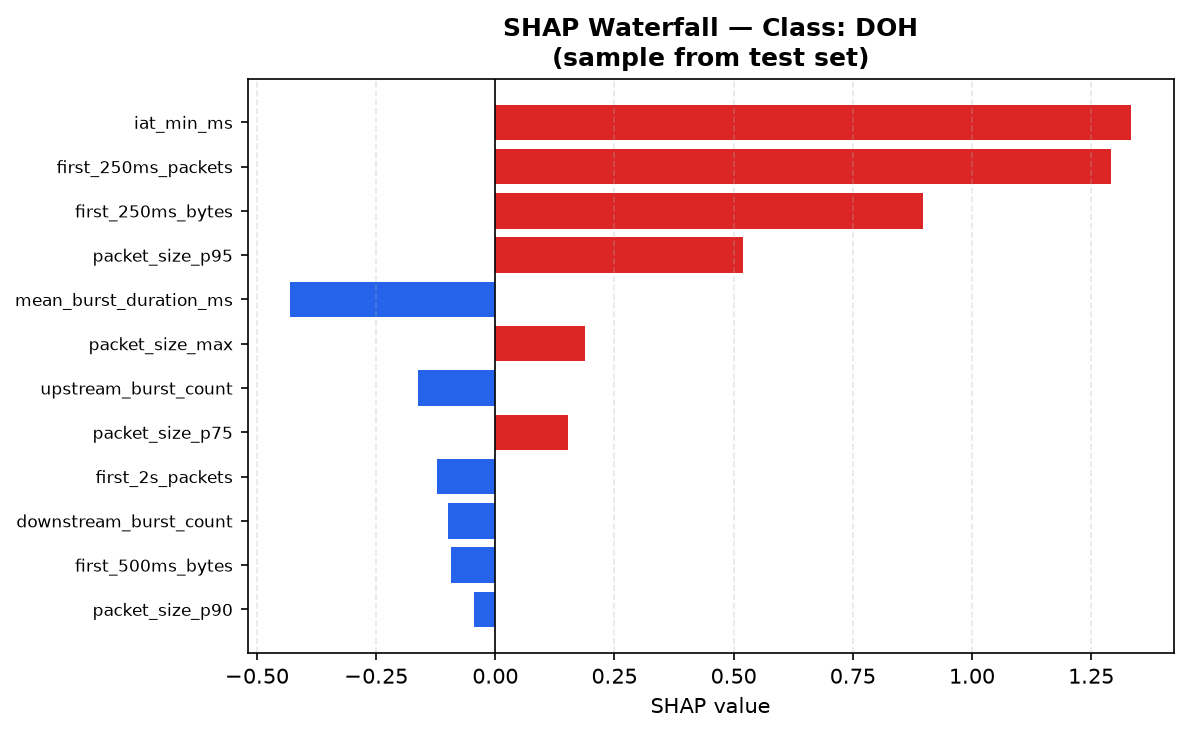 SHAP Waterfall — Class: DOH
(sample from test set)
iat_min_ms
first_250ms_packets
first_250ms_bytes
packet_size_p95
mean_burst_duration_ms
packet_size_max
upstream_burst_count
packet_size_p75
first_2s_packets
downstream_burst_count
first_500ms_bytes
packet_size_p90
−0.50 −0.25 0.00 0.25 0.50 0.75 1.00 1.25
SHAP value